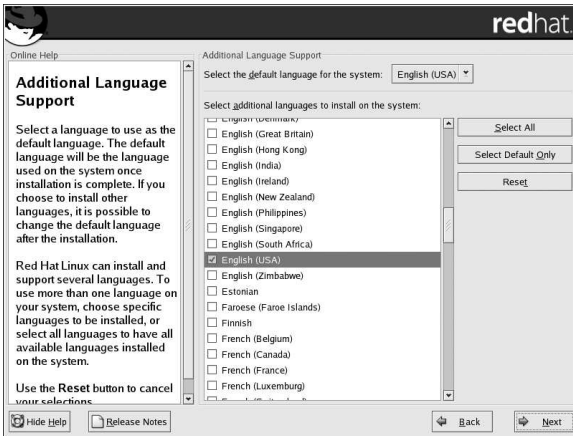 redhat.
Online Help
Additional Language
Support
Select a language to use as the
default language. The default
language will be the language
used on the system once
installation is complete. If you
choose to install other
languages, it is possible to
change the default language
after the installation.
Red Hat Linux can install and
support several languages. To
use more than one language on
your system, choose specific
languages to be installed, or
select all languages to have all
available languages installed
on the system.
Use the Reset button to cancel
your selections.
Additional Language Support
Select the default language for the system: English (USA)
Select additional languages to install on the system:
English (Denmark)
English (Great Britain)
English (Hong Kong)
English (India)
English (Ireland)
English (New Zealand)
English (Philippines)
English (Singapore)
English (South Africa)
English (USA)
English (Zimbabwe)
Estonian
Faroese (Faroe Islands)
Finnish
French (Belgium)
French (Canada)
French (France)
French (Luxemburg)
Select All
Select Default Only
Reset
Hide Help
Release Notes
Back
Next